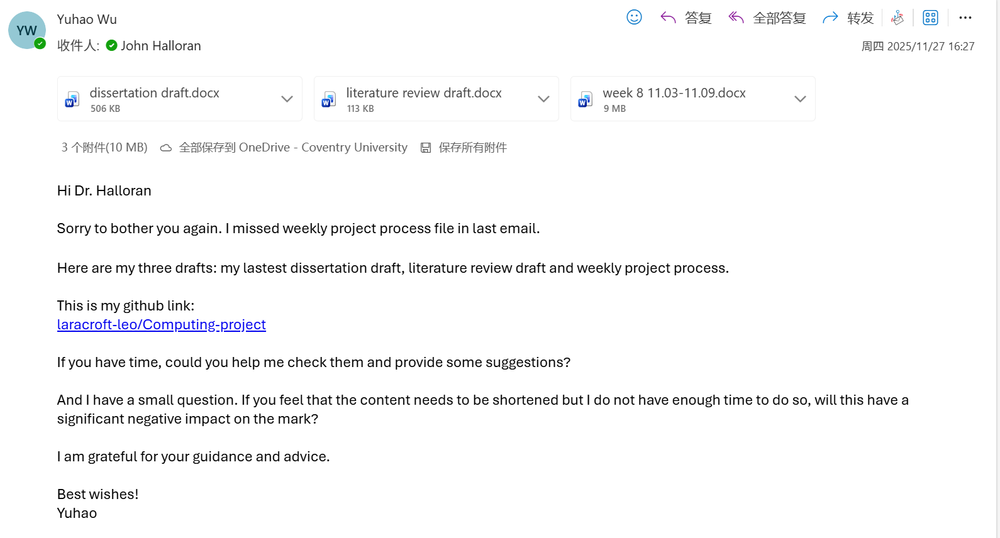 YW
Yuhao Wu
答复
全部答复
转发
收件人: John Halloran
周四 2025/11/27 16:27
dissertation draft.docx
506 KB
literature review draft.docx
113 KB
week 8 11.03-11.09.docx
9 MB
3 个附件(10 MB) 全部保存到 OneDrive - Coventry University 保存所有附件
Hi Dr. Halloran
Sorry to bother you again. I missed weekly project process file in last email.
Here are my three drafts: my lastest dissertation draft, literature review draft and weekly project process.
This is my github link:
laracroft-leo/Computing-project
If you have time, could you help me check them and provide some suggestions?
And I have a small question. If you feel that the content needs to be shortened but I do not have enough time to do so, will this have a
significant negative impact on the mark?
I am grateful for your guidance and advice.
Best wishes!
Yuhao